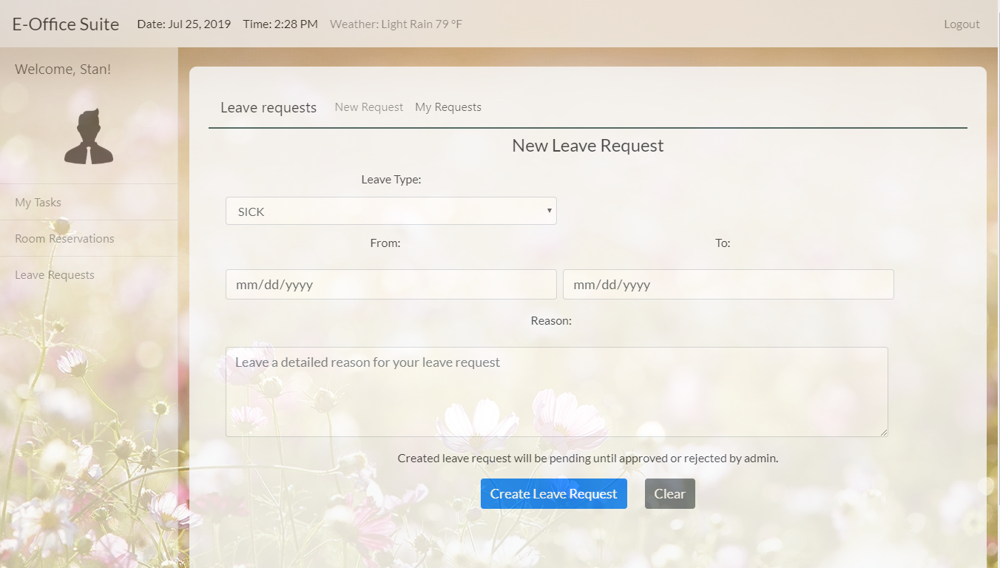 E-Office Suite Date: Jul 25, 2019 Time: 2:28 PM Weather: Light Rain 79 °F Logout
Welcome, Stan!
My Tasks
Room Reservations
Leave Requests
Leave requests New Request My Requests
New Leave Request
Leave Type:
SICK
From: To:
mm/dd/yyyy mm/dd/yyyy
Reason:
Leave a detailed reason for your leave request
Created leave request will be pending until approved or rejected by admin.
Create Leave Request Clear